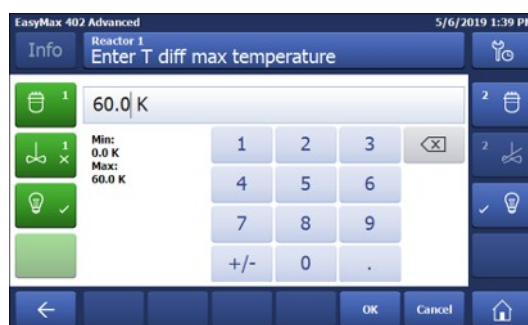 EasyMax 402 Advanced
5/6/2019 1:39 PM
Info
Reactor 1
Enter T diff max temperature
1
60.0 K
2
1
Min:
0.0 K
Max:
60.0 K
1 2 3
2
4 5 6
7 8 9
+/- 0 .
OK
Cancel